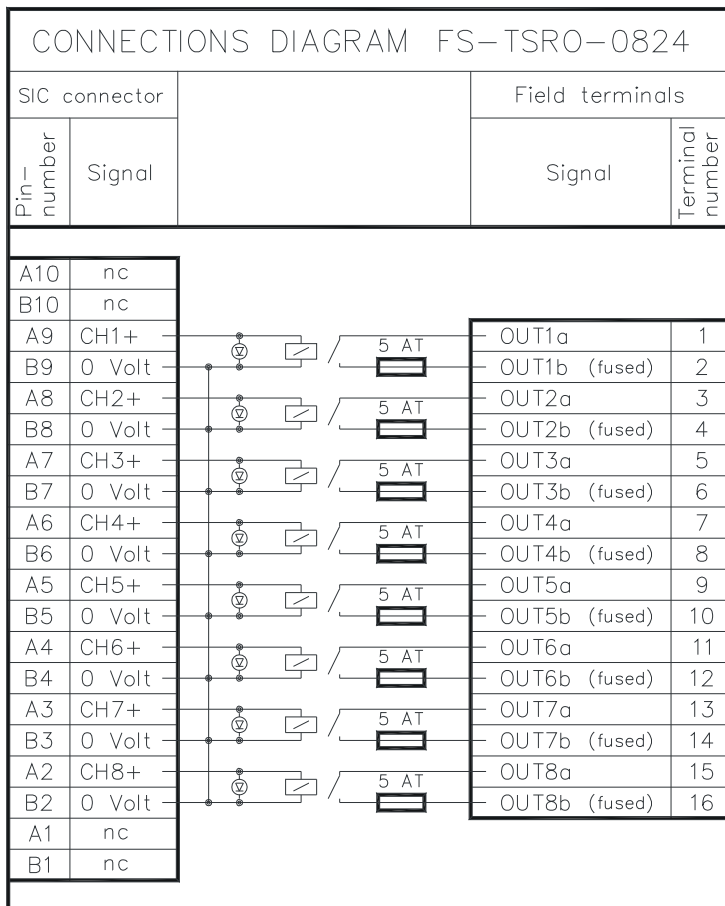 CONNECTIONS DIAGRAM FS-TSRO-0824
SIC connector
Field terminals
Pin-number
Signal
Signal
Terminal number
A10 nc
B10 nc
A9 CH1+ OUT1a 1
5 AT
B9 0 Volt OUT1b (fused) 2
A8 CH2+ OUT2a 3
5 AT
B8 0 Volt OUT2b (fused) 4
A7 CH3+ OUT3a 5
5 AT
B7 0 Volt OUT3b (fused) 6
A6 CH4+ OUT4a 7
5 AT
B6 0 Volt OUT4b (fused) 8
A5 CH5+ OUT5a 9
5 AT
B5 0 Volt OUT5b (fused) 10
A4 CH6+ OUT6a 11
5 AT
B4 0 Volt OUT6b (fused) 12
A3 CH7+ OUT7a 13
5 AT
B3 0 Volt OUT7b (fused) 14
A2 CH8+ OUT8a 15
5 AT
B2 0 Volt OUT8b (fused) 16
A1 nc
B1 nc